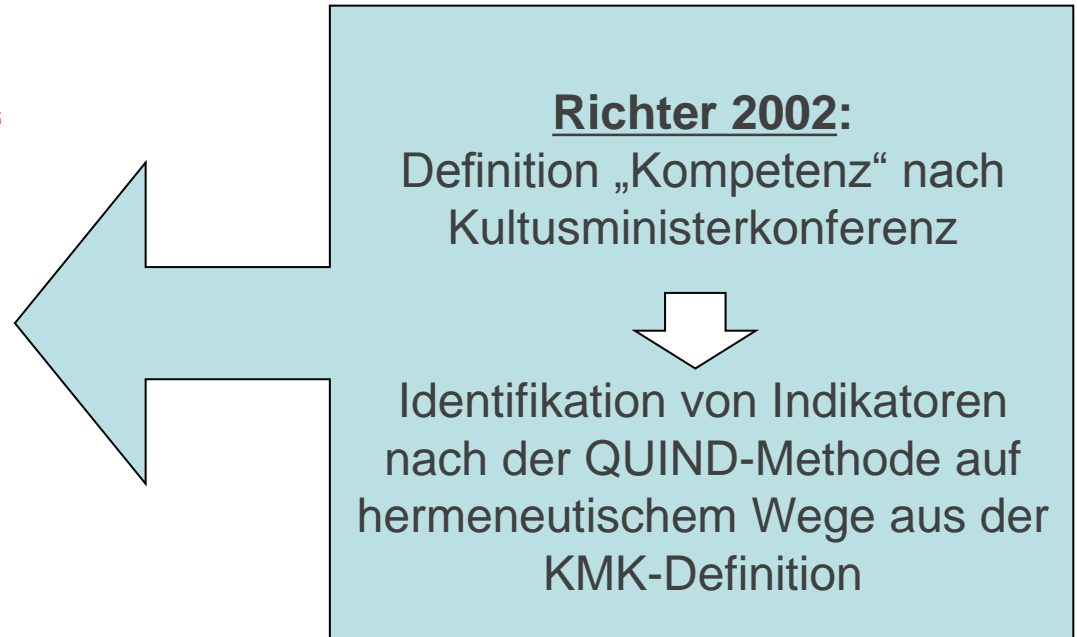 Richter 2002:
Definition „Kompetenz“ nach
Kultusministerkonferenz
Identifikation von Indikatoren
nach der QUIND-Methode auf
hermeneutischem Wege aus der
KMK-Definition